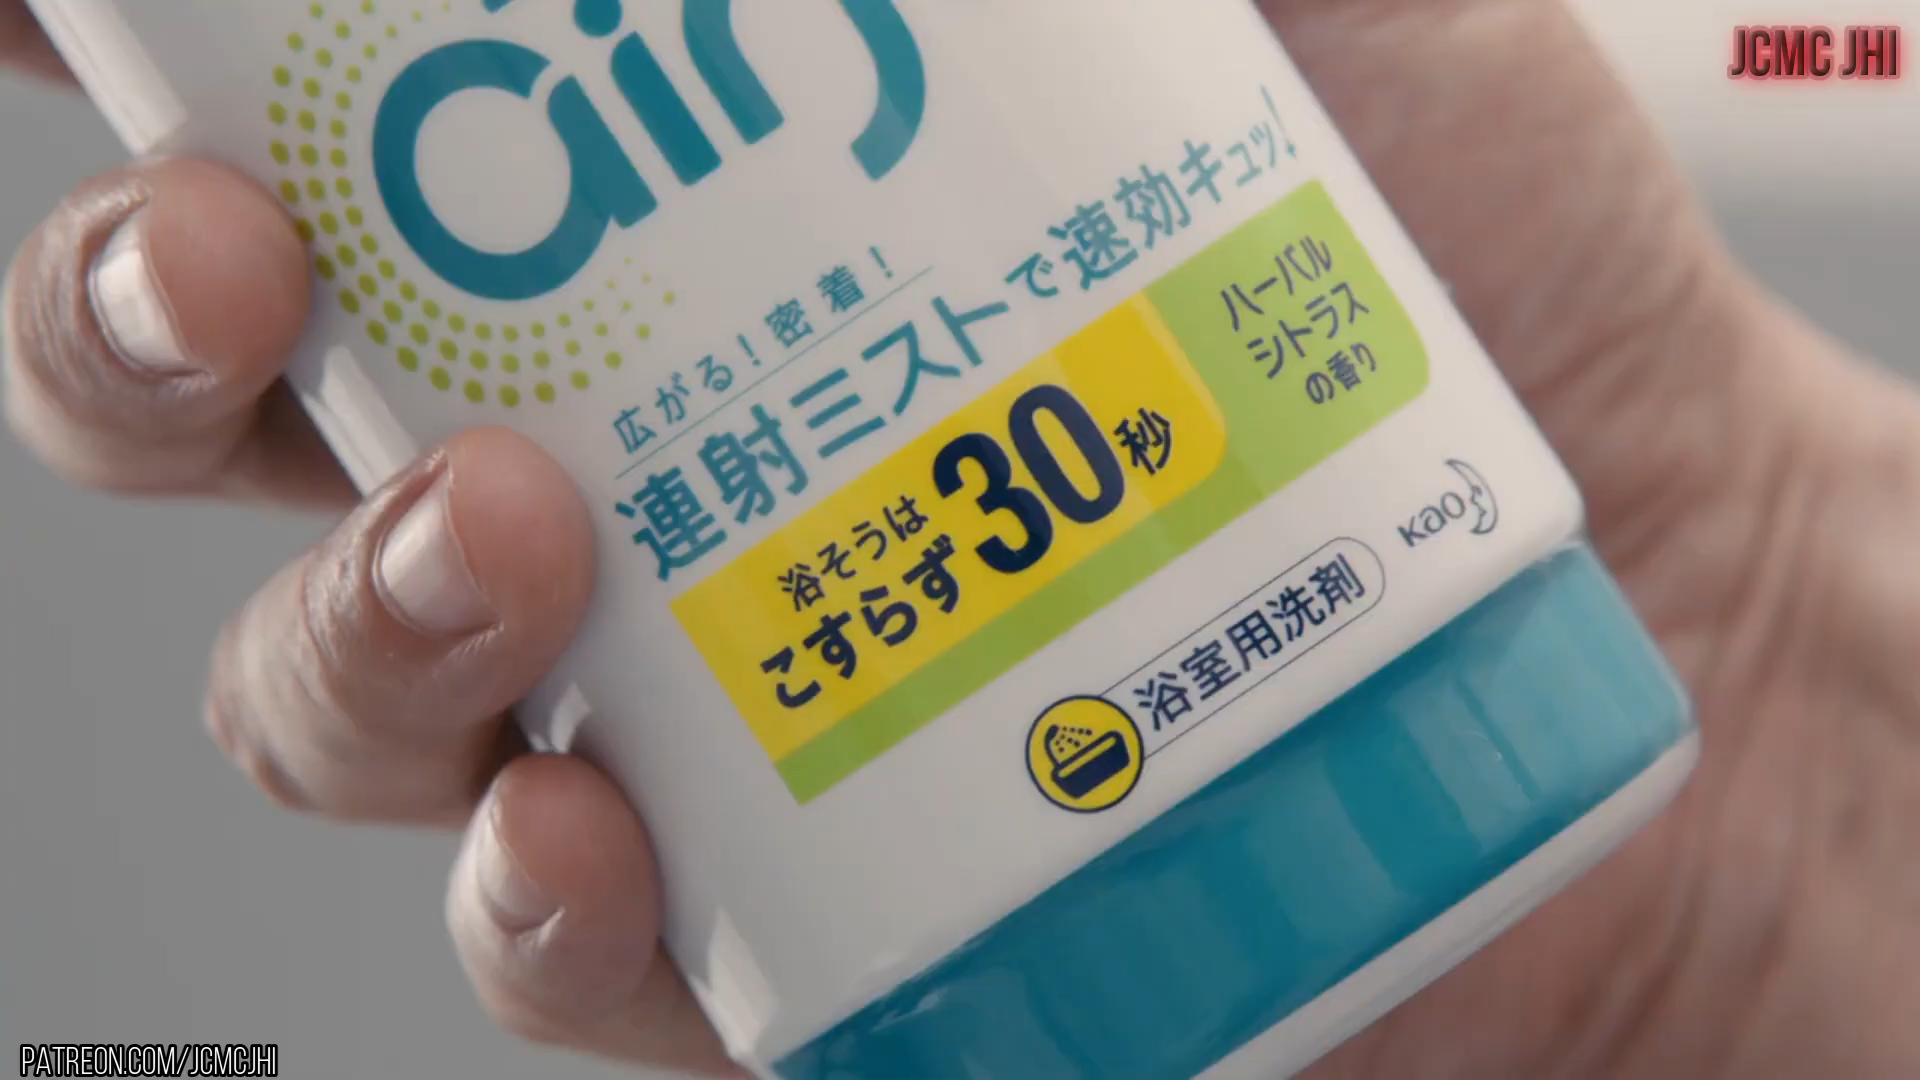 JCMC JHI
air
広がる!密着!
連射ミストで速効キュッ!
ハーバル
シトラス
の香り
浴そうは
こすらず30秒
Kao
浴室用洗剤
PATREON.COM/JCMCJHI